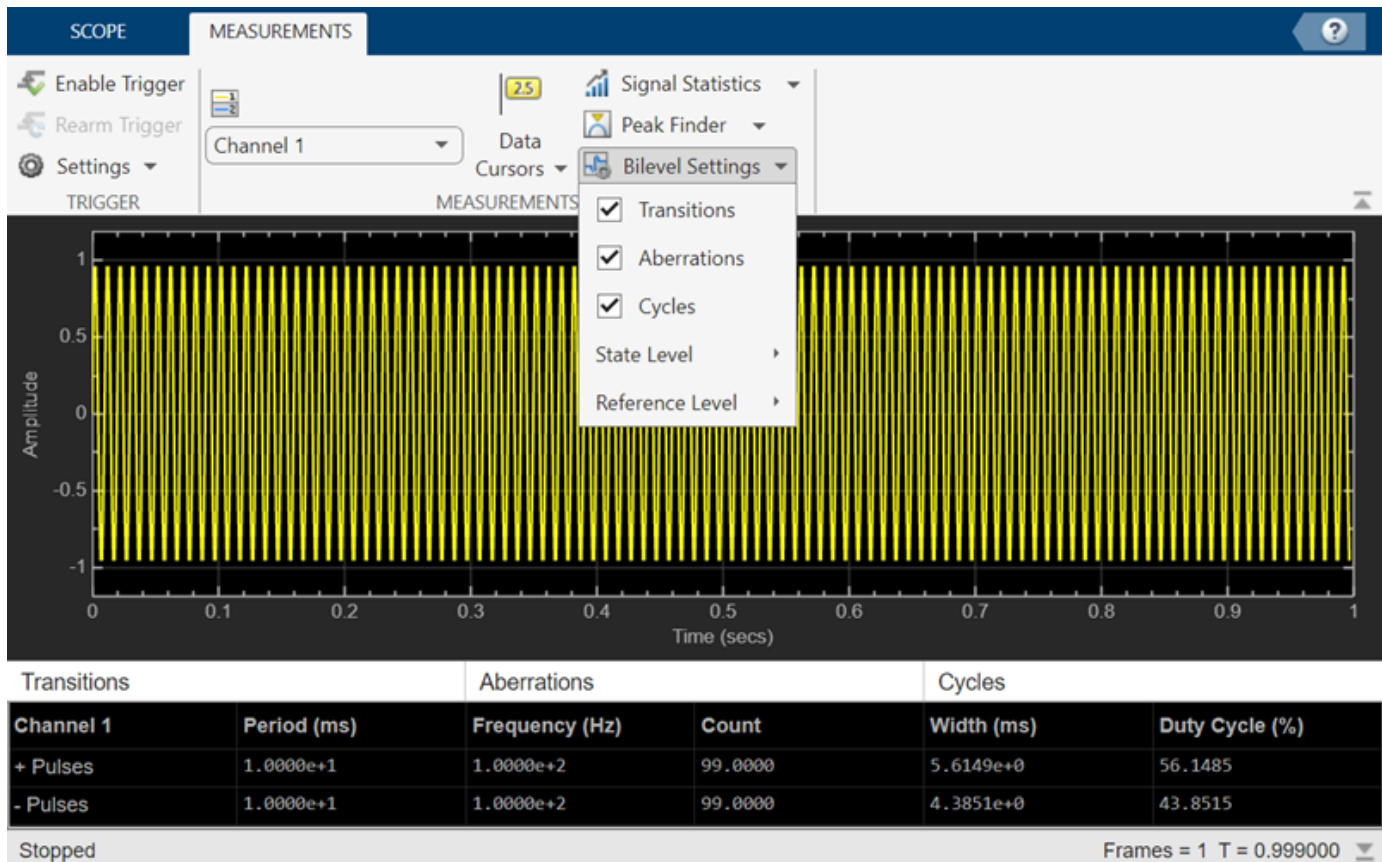 SCOPE MEASUREMENTS ?
Enable Trigger
Rearm Trigger
Settings
TRIGGER
1
2
Channel 1
2.5
Data
Cursors
Signal Statistics
Peak Finder
Bilevel Settings
MEASUREMENTS
Transitions
Aberrations
Cycles
State Level
Reference Level
Amplitude
1
0.5
0
-0.5
-1
0 0.1 0.2 0.3 0.4 0.5 0.6 0.7 0.8 0.9 1
Time (secs)
Transitions Aberrations Cycles
Channel 1 Period (ms) Frequency (Hz) Count Width (ms) Duty Cycle (%)
+ Pulses 1.0000e+1 1.0000e+2 99.0000 5.6149e+0 56.1485
- Pulses 1.0000e+1 1.0000e+2 99.0000 4.3851e+0 43.8515
Stopped Frames = 1 T = 0.999000